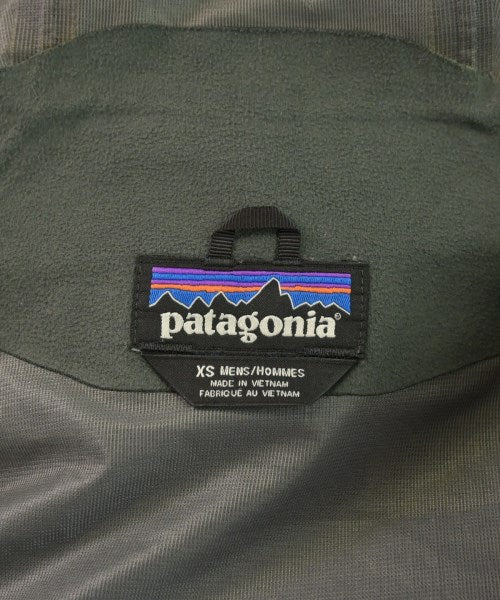 patagonia®
XS MENS/HOMMES
MADE IN VIETNAM
FABRIQUE AU VIETNAM